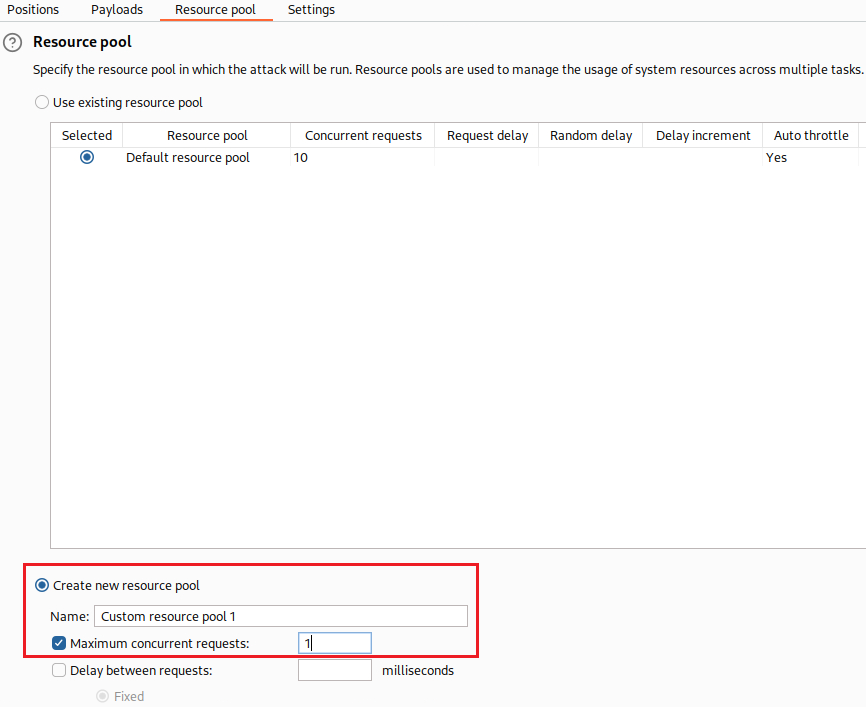 Positions Payloads Resource pool Settings
? Resource pool
Specify the resource pool in which the attack will be run. Resource pools are used to manage the usage of system resources across multiple tasks.
Use existing resource pool
Selected Resource pool Concurrent requests Request delay Random delay Delay increment Auto throttle
Default resource pool 10 Yes
Create new resource pool
Name: Custom resource pool 1
Maximum concurrent requests: 1
Delay between requests: milliseconds
Fixed